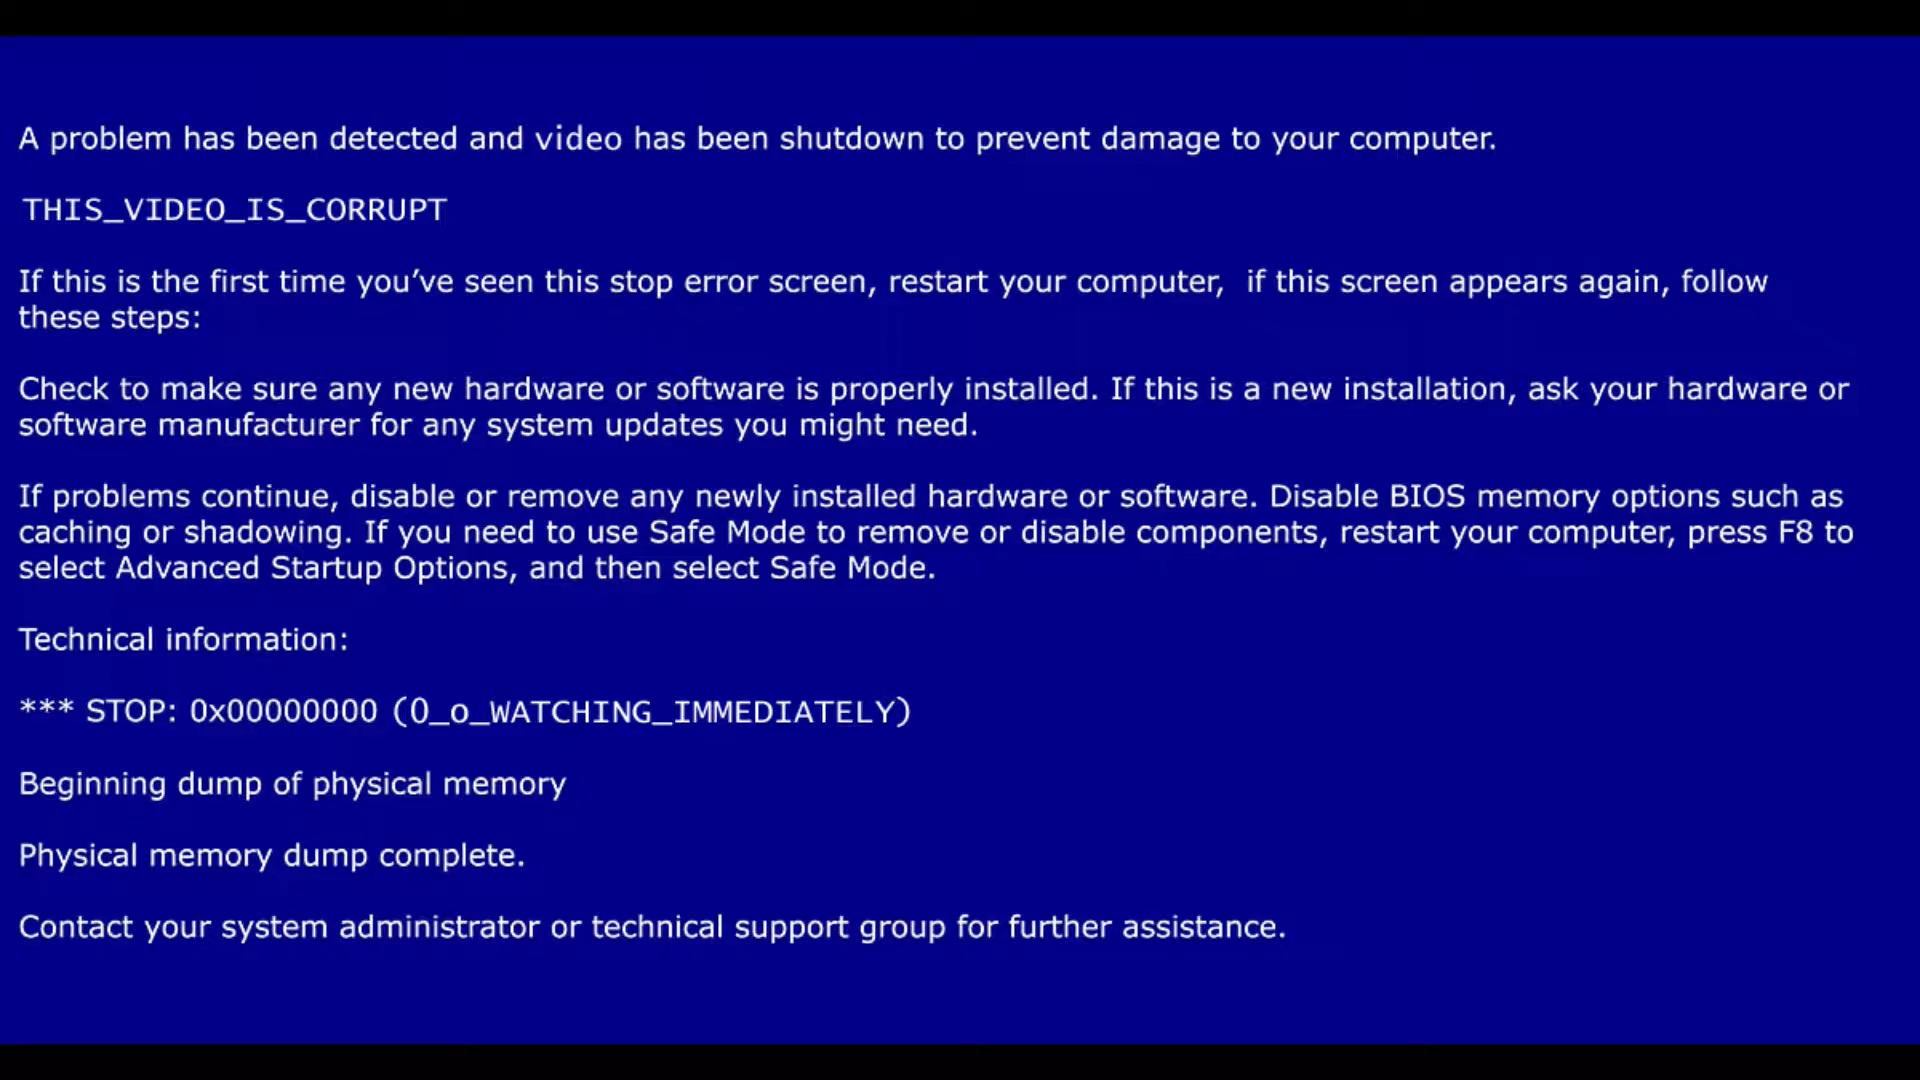 A problem has been detected and video has been shutdown to prevent damage to your computer.
THIS_VIDEO_IS_CORRUPT
If this is the first time you’ve seen this stop error screen, restart your computer,  if this screen appears again, follow
these steps:
Check to make sure any new hardware or software is properly installed. If this is a new installation, ask your hardware or
software manufacturer for any system updates you might need.
If problems continue, disable or remove any newly installed hardware or software. Disable BIOS memory options such as
caching or shadowing. If you need to use Safe Mode to remove or disable components, restart your computer, press F8 to
select Advanced Startup Options, and then select Safe Mode.
Technical information:
*** STOP: 0x00000000 (0_o_WATCHING_IMMEDIATELY)
Beginning dump of physical memory
Physical memory dump complete.
Contact your system administrator or technical support group for further assistance.